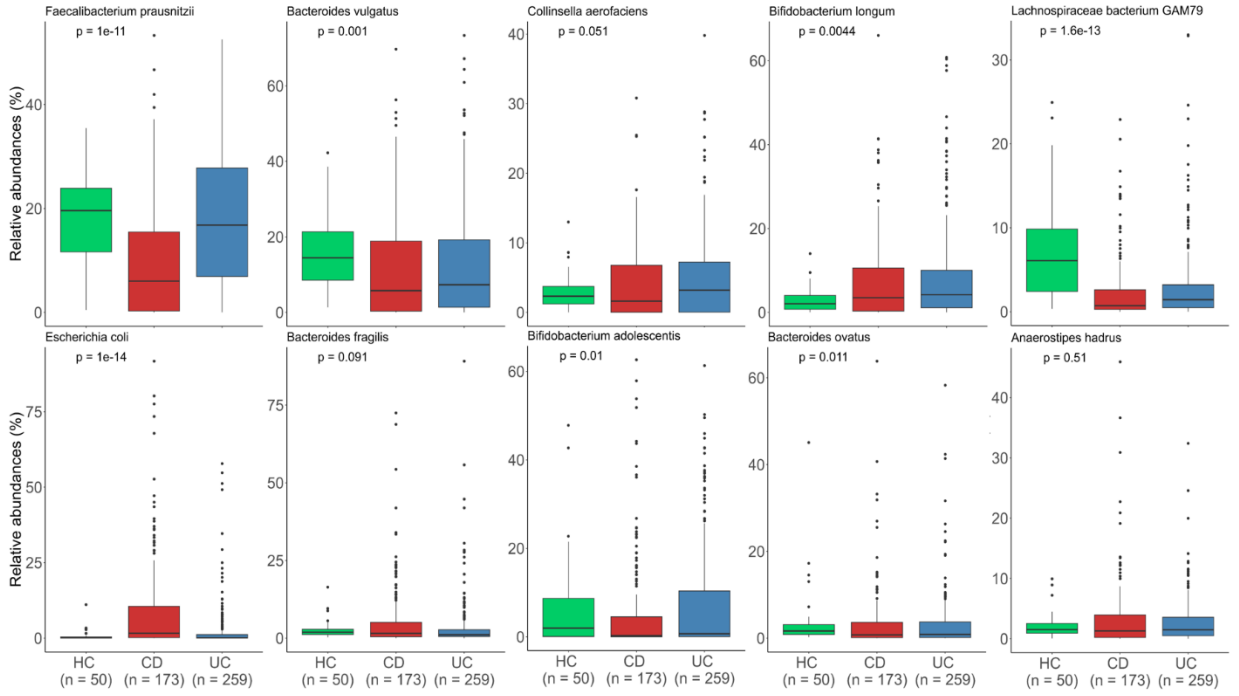 Faecalibacterium prausnitzii
p = 1e-11
Bacteroides vulgatus
p = 0.001
Collinsella aerofaciens
p = 0.051
Bifidobacterium longum
p = 0.0044
Lachnospiraceae bacterium GAM79
p = 1.6e-13
Relative abundances (%)
40
20
0
60
40
20
0
40
30
20
10
0
60
40
20
0
30
20
10
0
Escherichia coli
p = 1e-14
Bacteroides fragilis
p = 0.091
Bifidobacterium adolescentis
p = 0.01
Bacteroides ovatus
p = 0.011
Anaerostipes hadrus
p = 0.51
Relative abundances (%)
75
50
25
0
75
50
25
0
60
40
20
0
60
40
20
0
40
30
20
10
0
HC CD UC
(n = 50) (n = 173) (n = 259)
HC CD UC
(n = 50) (n = 173) (n = 259)
HC CD UC
(n = 50) (n = 173) (n = 259)
HC CD UC
(n = 50) (n = 173) (n = 259)
HC CD UC
(n = 50) (n = 173) (n = 259)